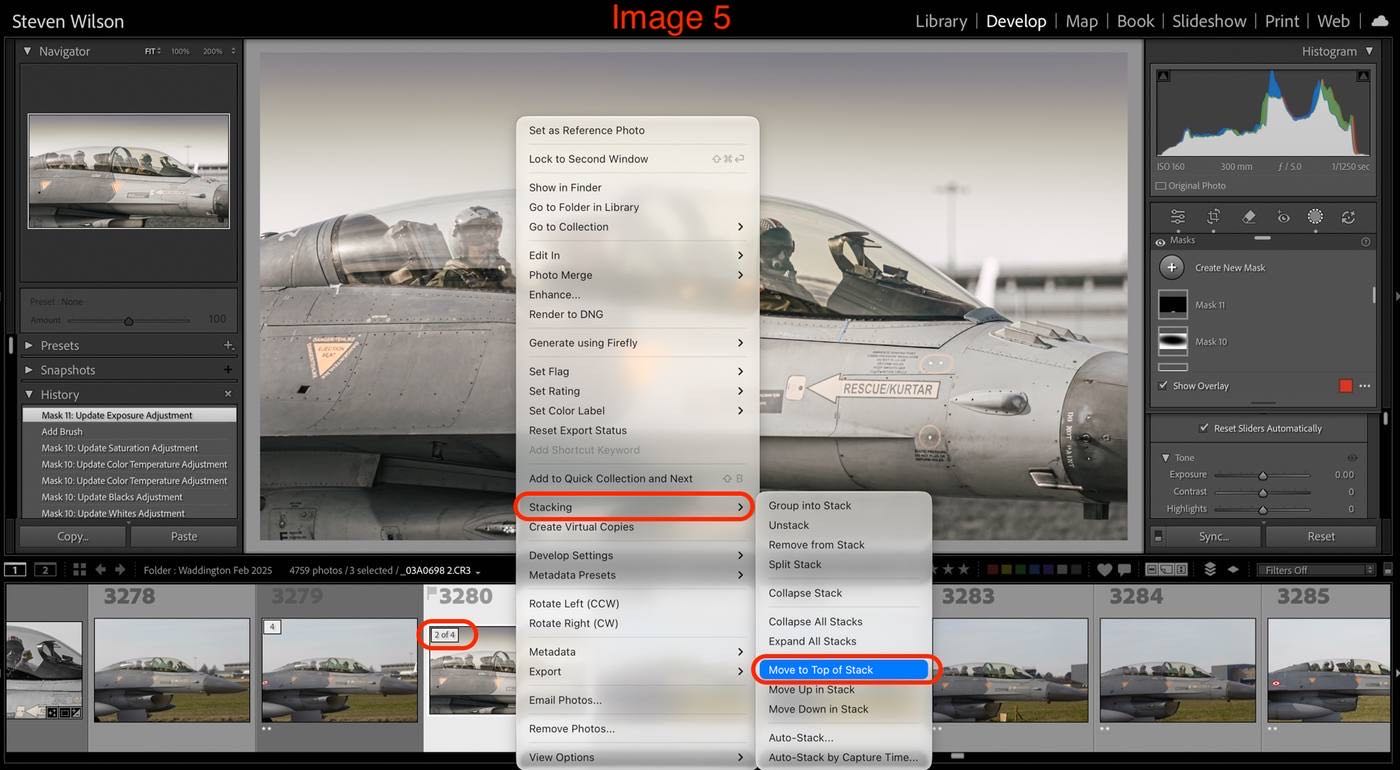 Image 5
Steven Wilson
Library | Develop | Map | Book | Slideshow | Print | Web
Navigator FIT 100% 200%
Histogram
ISO 160 300 mm ƒ / 5.0 1/1250 sec
Original Photo
Masks
Create New Mask
Mask 11
Mask 10
Show Overlay
Reset Sliders Automatically
Tone
Exposure 0.00
Contrast 0
Highlights 0
Sync... Reset
Preset : None
Amount 100
Presets
Snapshots
History
Mask 11: Update Exposure Adjustment
Add Brush
Mask 10: Update Saturation Adjustment
Mask 10: Update Color Temperature Adjustment
Mask 10: Update Color Temperature Adjustment
Mask 10: Update Blacks Adjustment
Mask 10: Update Whites Adjustment
Copy... Paste
EJECTION
SEAT
RESCUE/KURTAR
Set as Reference Photo
Lock to Second Window ⇧⌘⏎
Show in Finder
Go to Folder in Library
Go to Collection
Edit In
Photo Merge
Enhance...
Render to DNG
Generate using Firefly
Set Flag
Set Rating
Set Color Label
Reset Export Status
Add Shortcut Keyword
Add to Quick Collection and Next ⇧ B
Stacking
Create Virtual Copies
Develop Settings
Metadata Presets
Rotate Left (CCW)
Rotate Right (CW)
Metadata
Export
Email Photos...
Remove Photos...
View Options
Group into Stack
Unstack
Remove from Stack
Split Stack
Collapse Stack
Collapse All Stacks
Expand All Stacks
Move to Top of Stack
Move Up in Stack
Move Down in Stack
Auto-Stack...
Auto-Stack by Capture Time...
1 2 Folder : Waddington Feb 2025 4759 photos / 3 selected / _03A0698 2.CR3
Filters Off
3278 3279 3280 3283 3284 3285
4
2 of 4